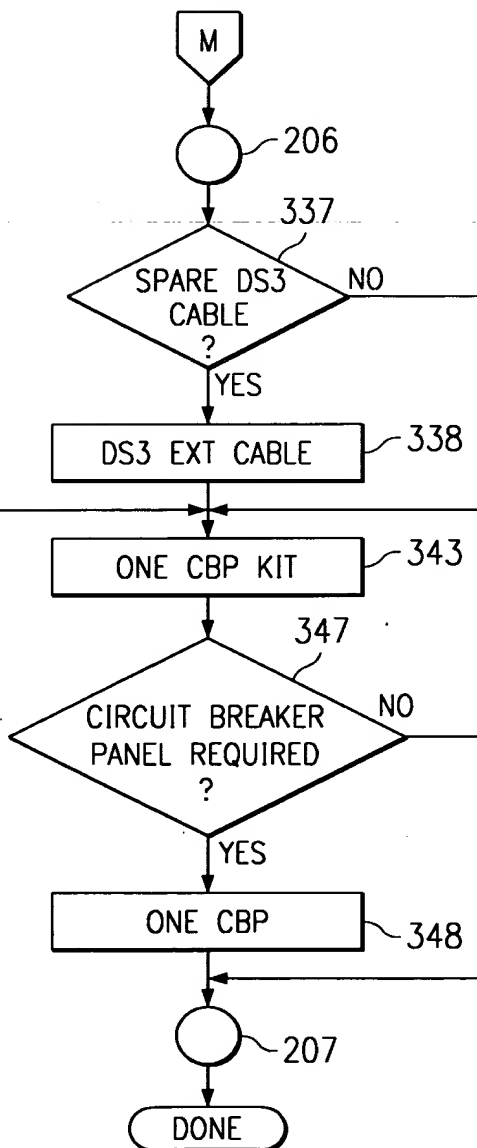 M
206
337
SPARE DS3
CABLE
?
NO
YES
DS3 EXT CABLE
338
ONE CBP KIT
343
347
CIRCUIT BREAKER
PANEL REQUIRED
?
NO
YES
ONE CBP
348
207
DONE